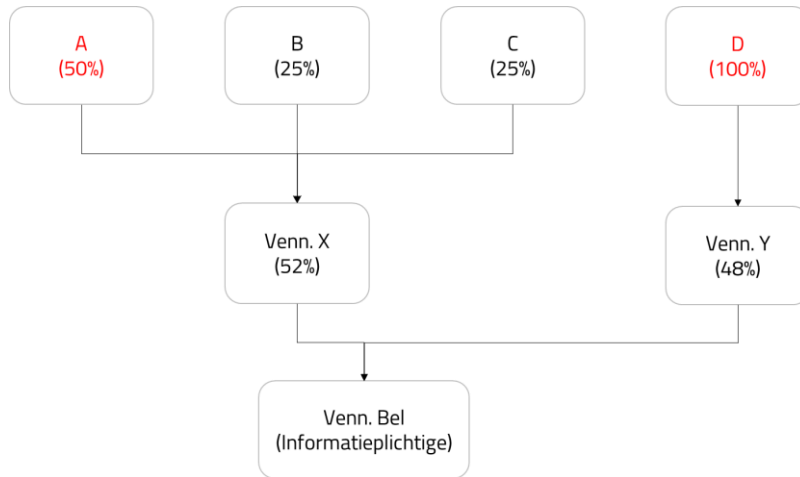 A
(50%)
B
(25%)
C
(25%)
D
(100%)
Venn. X
(52%)
Venn. Y
(48%)
Venn. Bel
(Informatieplichtige)